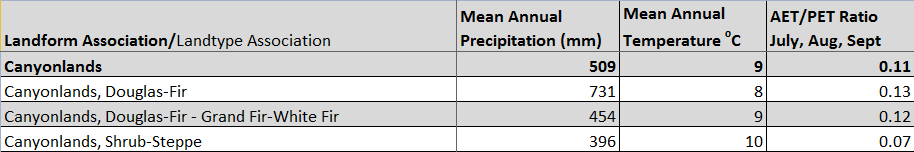 Landform Association/Landtype Association Mean Annual Precipitation (mm) Mean Annual Temperature °C AET/PET Ratio July, Aug, Sept
Canyonlands 509 9 0.11
Canyonlands, Douglas-Fir 731 8 0.13
Canyonlands, Douglas-Fir - Grand Fir-White Fir 454 9 0.12
Canyonlands, Shrub-Steppe 396 10 0.07